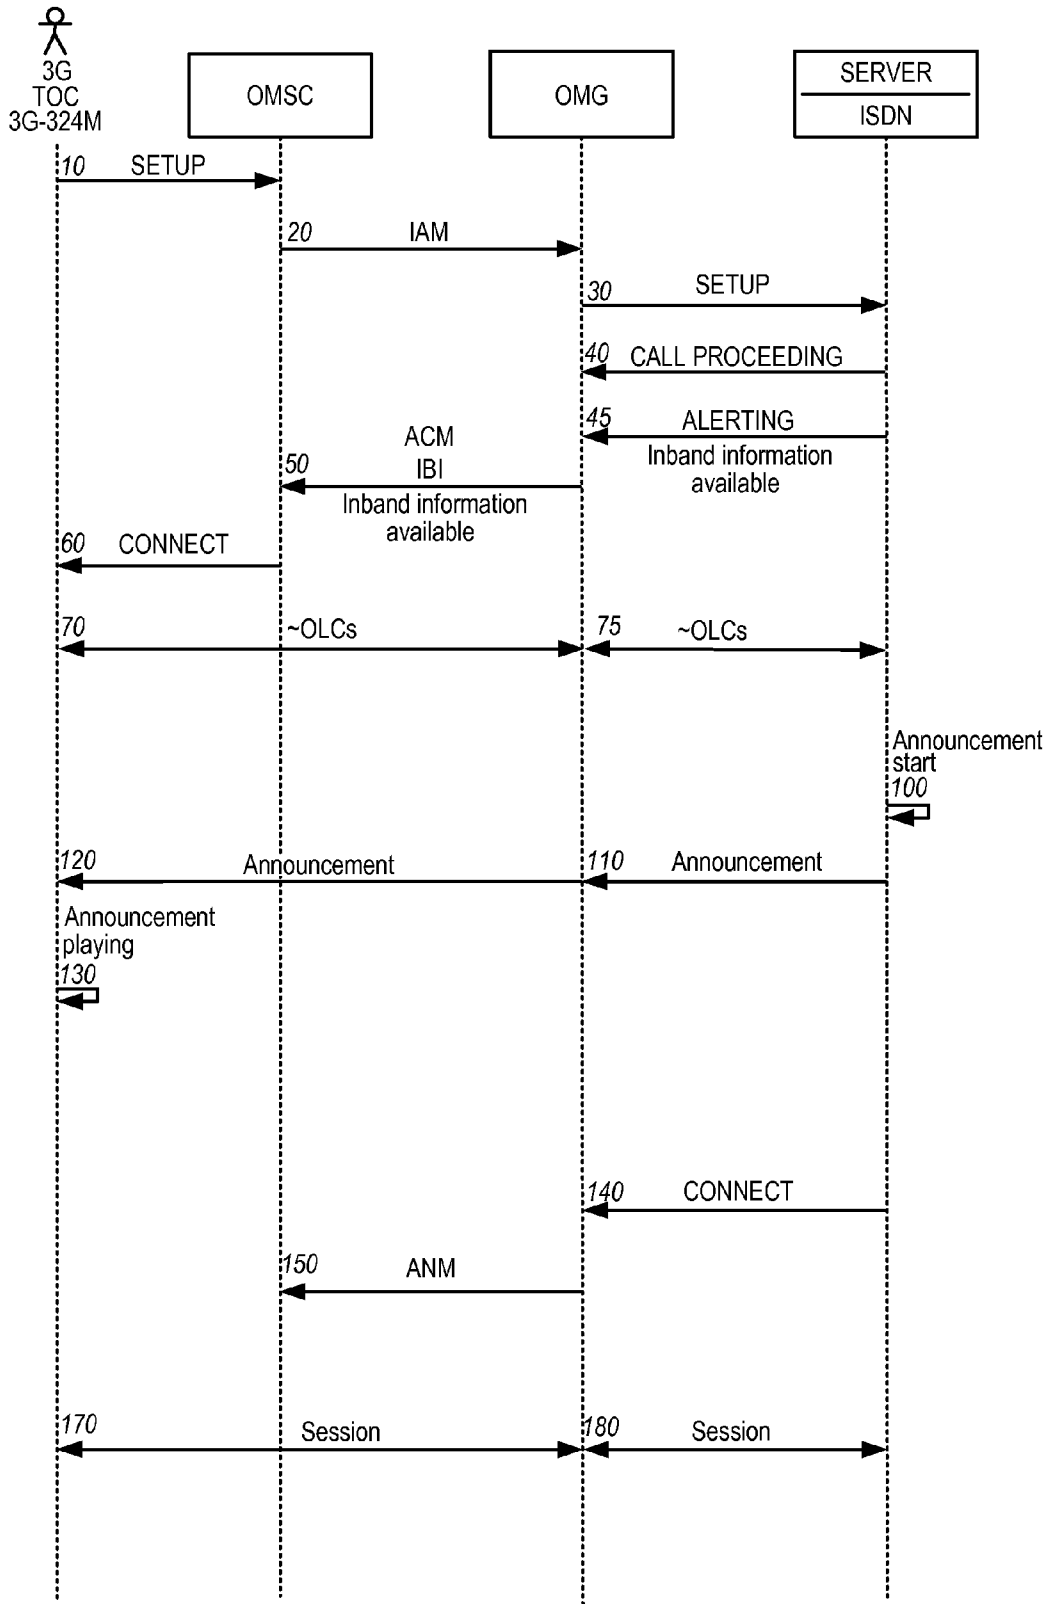 3G
TOC
3G-324M
OMSC
OMG
SERVER
ISDN
10 SETUP
20 IAM
30 SETUP
40 CALL PROCEEDING
45 ALERTING
Inband information
available
ACM
50 IBI
Inband information
available
60 CONNECT
70 ~OLCs
75 ~OLCs
Announcement
start
100
120 Announcement
110 Announcement
Announcement
playing
130
140 CONNECT
150 ANM
170 Session
180 Session